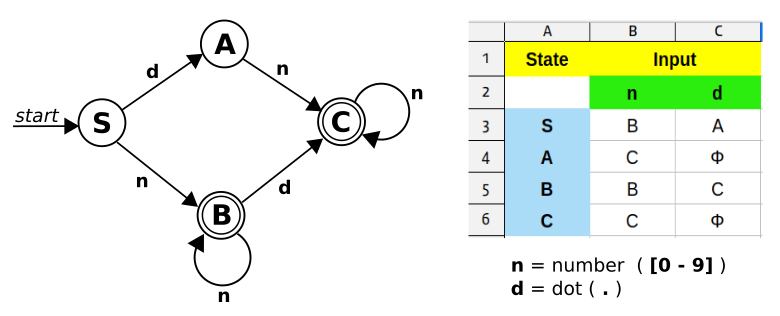 start
S
d
A
n
n
B
d
n
C
n
A B C
1 State Input
2 n d
3 S B A
4 A C Φ
5 B B C
6 C C Φ
n = number ( [0 - 9] )
d = dot ( . )